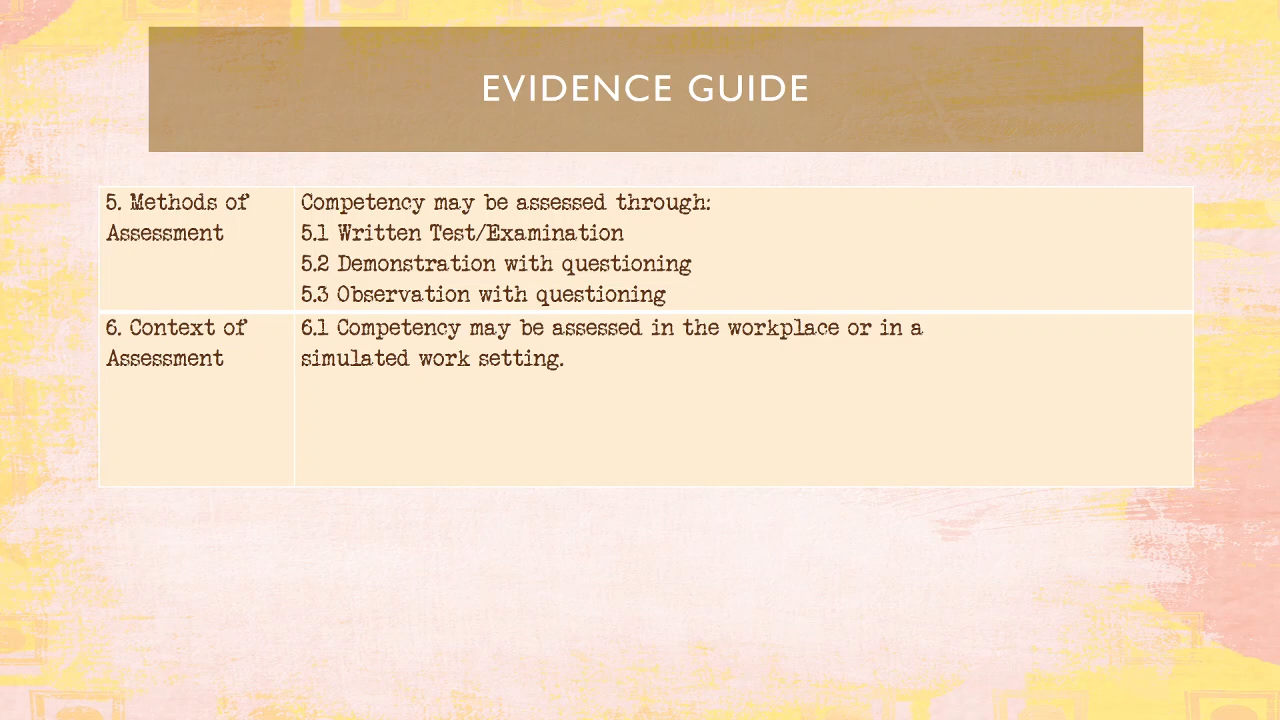 EVIDENCE GUIDE
5. Methods of
Assessment
Competency may be assessed through:
5.1 Written Test/Examination
5.2 Demonstration with questioning
5.3 Observation with questioning
6. Context of
Assessment
6.1 Competency may be assessed in the workplace or in a
simulated work setting.